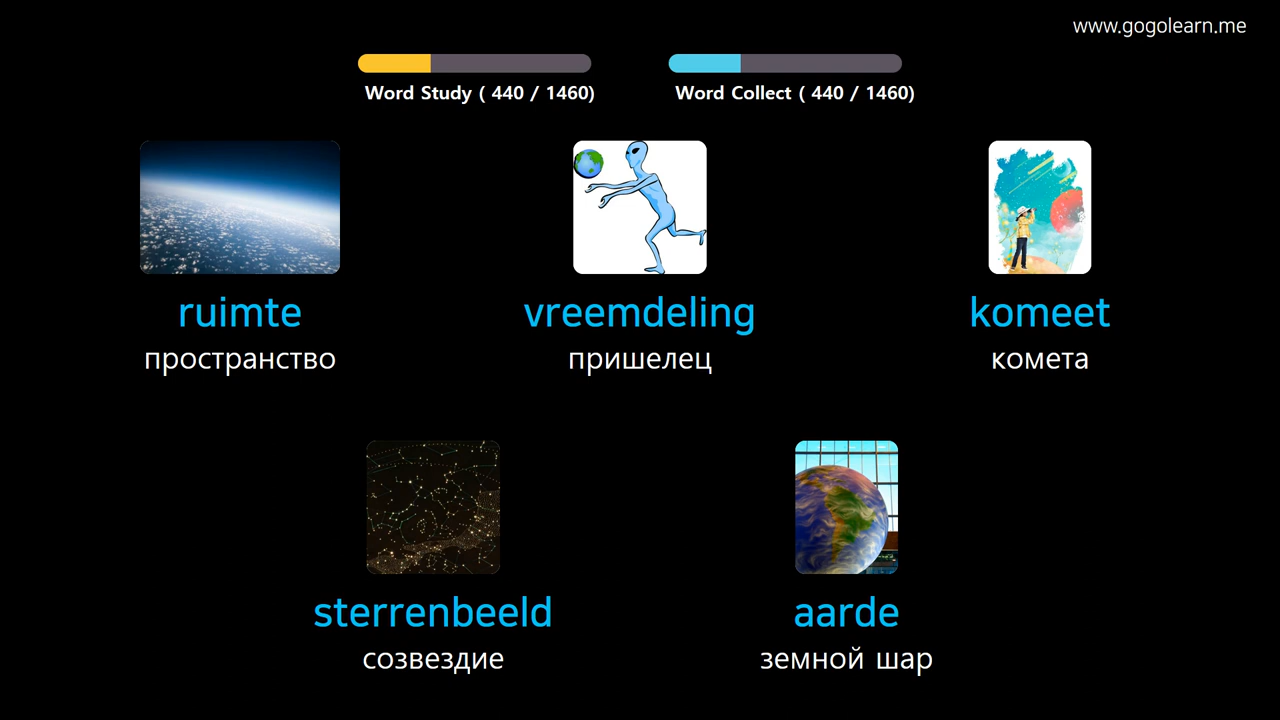 www.gogolearn.me
Word Study ( 440 / 1460)
Word Collect ( 440 / 1460)
ruimte
пространство
vreemdeling
пришелец
komeet
комета
sterrenbeeld
созвездие
aarde
земной шар